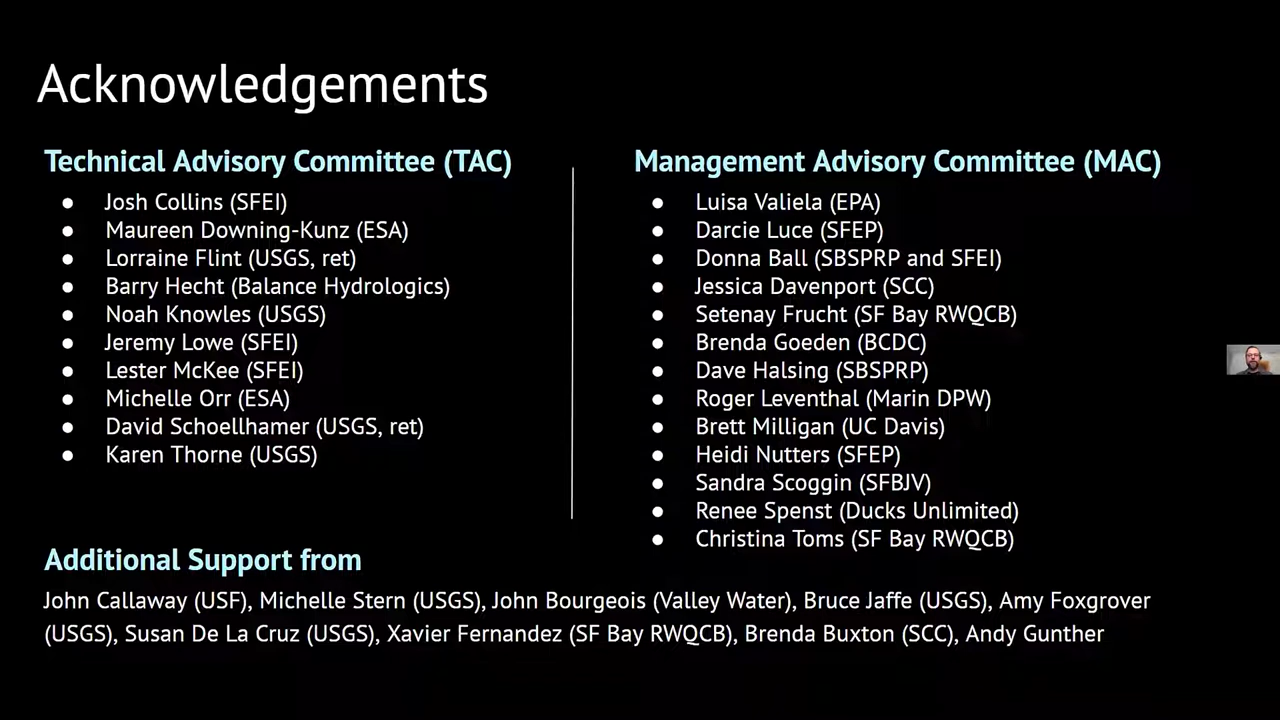 Acknowledgements
Technical Advisory Committee (TAC)
● Josh Collins (SFEI)
● Maureen Downing-Kunz (ESA)
● Lorraine Flint (USGS, ret)
● Barry Hecht (Balance Hydrologics)
● Noah Knowles (USGS)
● Jeremy Lowe (SFEI)
● Lester McKee (SFEI)
● Michelle Orr (ESA)
● David Schoellhamer (USGS, ret)
● Karen Thorne (USGS)
Management Advisory Committee (MAC)
● Luisa Valiela (EPA)
● Darcie Luce (SFEP)
● Donna Ball (SBSPRP and SFEI)
● Jessica Davenport (SCC)
● Setenay Frucht (SF Bay RWQCB)
● Brenda Goeden (BCDC)
● Dave Halsing (SBSPRP)
● Roger Leventhal (Marin DPW)
● Brett Milligan (UC Davis)
● Heidi Nutters (SFEP)
● Sandra Scoggin (SFBJV)
● Renee Spenst (Ducks Unlimited)
● Christina Toms (SF Bay RWQCB)
Additional Support from
John Callaway (USF), Michelle Stern (USGS), John Bourgeois (Valley Water), Bruce Jaffe (USGS), Amy Foxgrover
(USGS), Susan De La Cruz (USGS), Xavier Fernandez (SF Bay RWQCB), Brenda Buxton (SCC), Andy Gunther